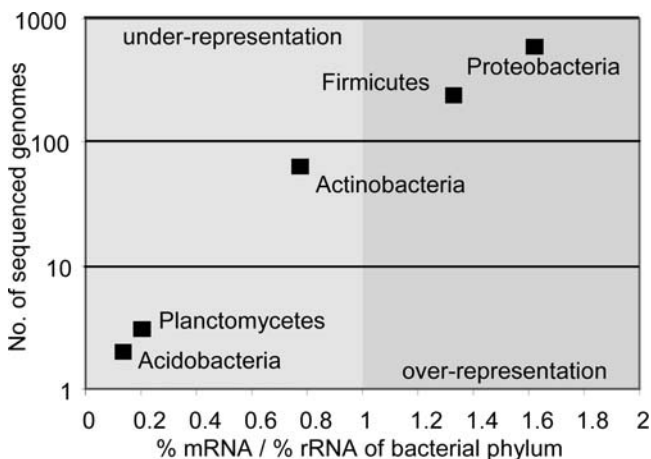 1000
under-representation
Proteobacteria
Firmicutes
100
Actinobacteria
No. of sequenced genomes
10
Planctomycetes
Acidobacteria
over-representation
1
0 0.2 0.4 0.6 0.8 1 1.2 1.4 1.6 1.8 2
% mRNA / % rRNA of bacterial phylum